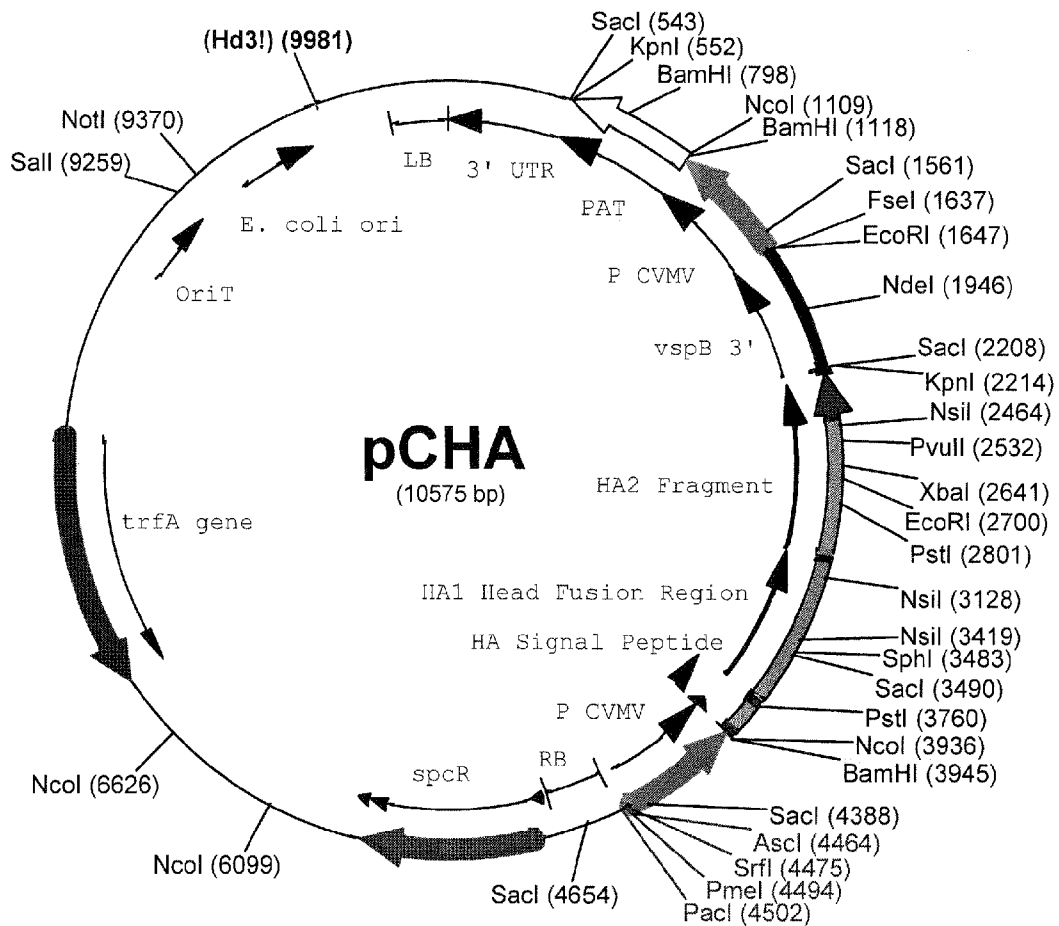 (Hd3!) (9981)
SacI (543)
KpnI (552)
BamHI (798)
NcoI (1109)
BamHI (1118)
SacI (1561)
FseI (1637)
EcoRI (1647)
NdeI (1946)
SacI (2208)
KpnI (2214)
NsiI (2464)
PvuII (2532)
XbaI (2641)
EcoRI (2700)
PstI (2801)
NsiI (3128)
NsiI (3419)
SphI (3483)
SacI (3490)
PstI (3760)
NcoI (3936)
BamHI (3945)
SacI (4388)
AscI (4464)
SrfI (4475)
PmeI (4494)
PacI (4502)
SacI (4654)
NcoI (6099)
NcoI (6626)
SalI (9259)
NotI (9370)
LB
3' UTR
PAT
P CVMV
vspB 3'
HA2 Fragment
HA1 Head Fusion Region
HA Signal Peptide
P CVMV
RB
spcR
trfA gene
OriT
E. coli ori
pCHA
(10575 bp)